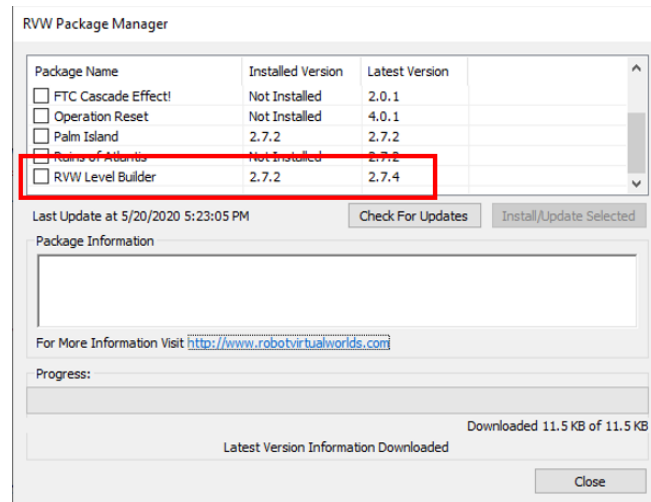 RVW Package Manager
Package Name Installed Version Latest Version
FTC Cascade Effect! Not Installed 2.0.1
Operation Reset Not Installed 4.0.1
Palm Island 2.7.2 2.7.2
Ruins of Atlantis Not Installed 2.7.2
RVW Level Builder 2.7.2 2.7.4
Last Update at 5/20/2020 5:23:05 PM Check For Updates Install/Update Selected
Package Information
For More Information Visit http://www.robotvirtualworlds.com
Progress:
Downloaded 11.5 KB of 11.5 KB
Latest Version Information Downloaded
Close